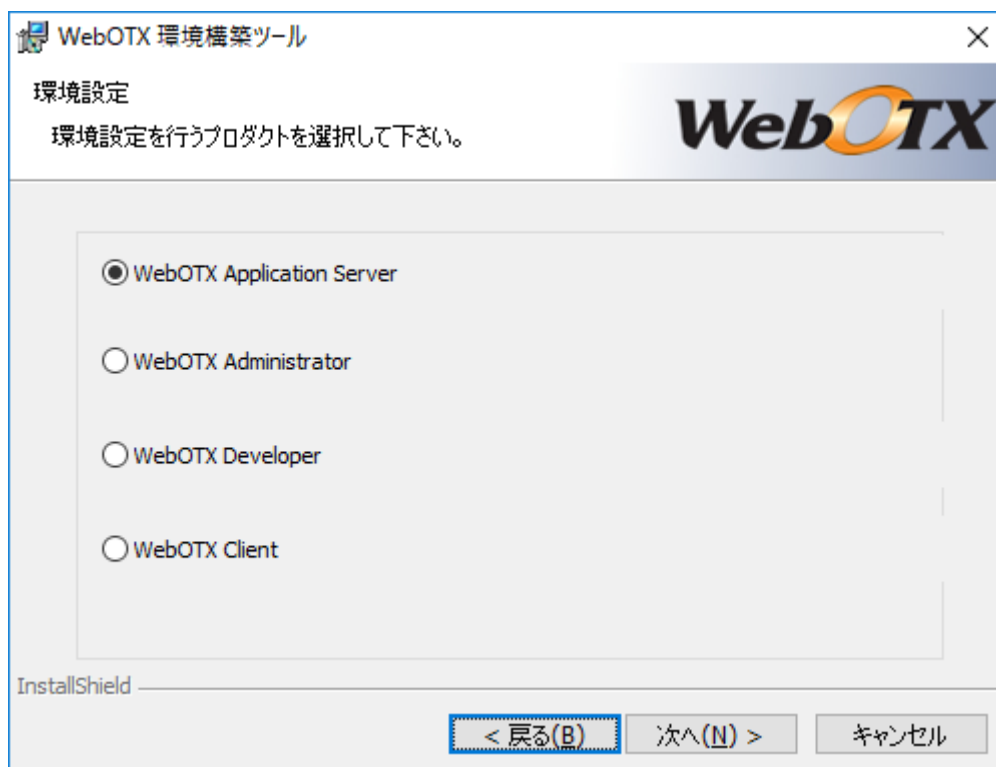 WebOTX 環境構築ツール
環境設定
環境設定を行うプロダクトを選択して下さい。
WebOTX
WebOTX Application Server
WebOTX Administrator
WebOTX Developer
WebOTX Client
InstallShield
< 戻る(B)
次へ(N) >
キャンセル